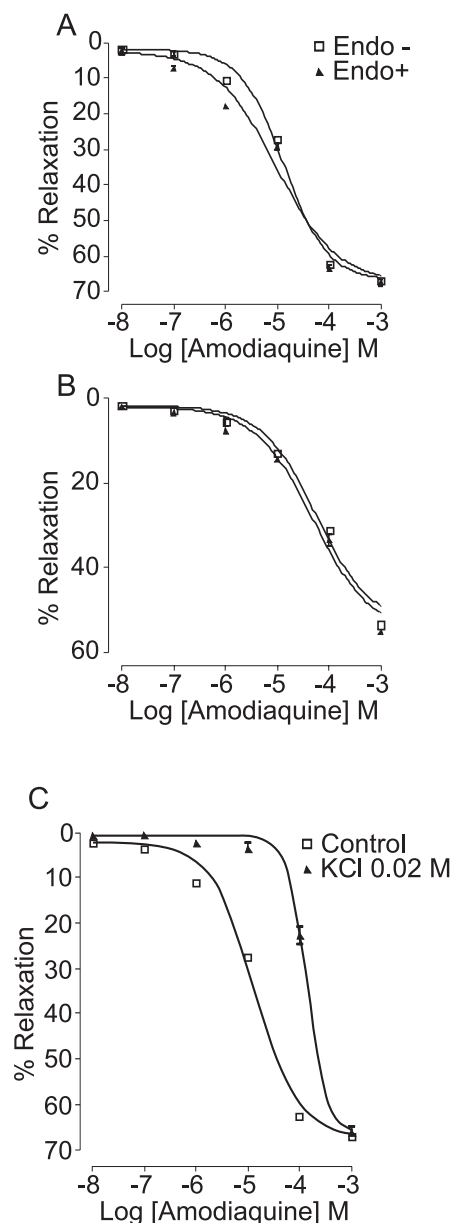 A
Endo -
Endo+
0
10
20
30
40
50
60
70
% Relaxation
-8 -7 -6 -5 -4 -3
Log [Amodiaquine] M
B
0
20
40
60
% Relaxation
-8 -7 -6 -5 -4 -3
Log [Amodiaquine] M
C
Control
KCl 0.02 M
0
10
20
30
40
50
60
70
% Relaxation
-8 -7 -6 -5 -4 -3
Log [Amodiaquine] M